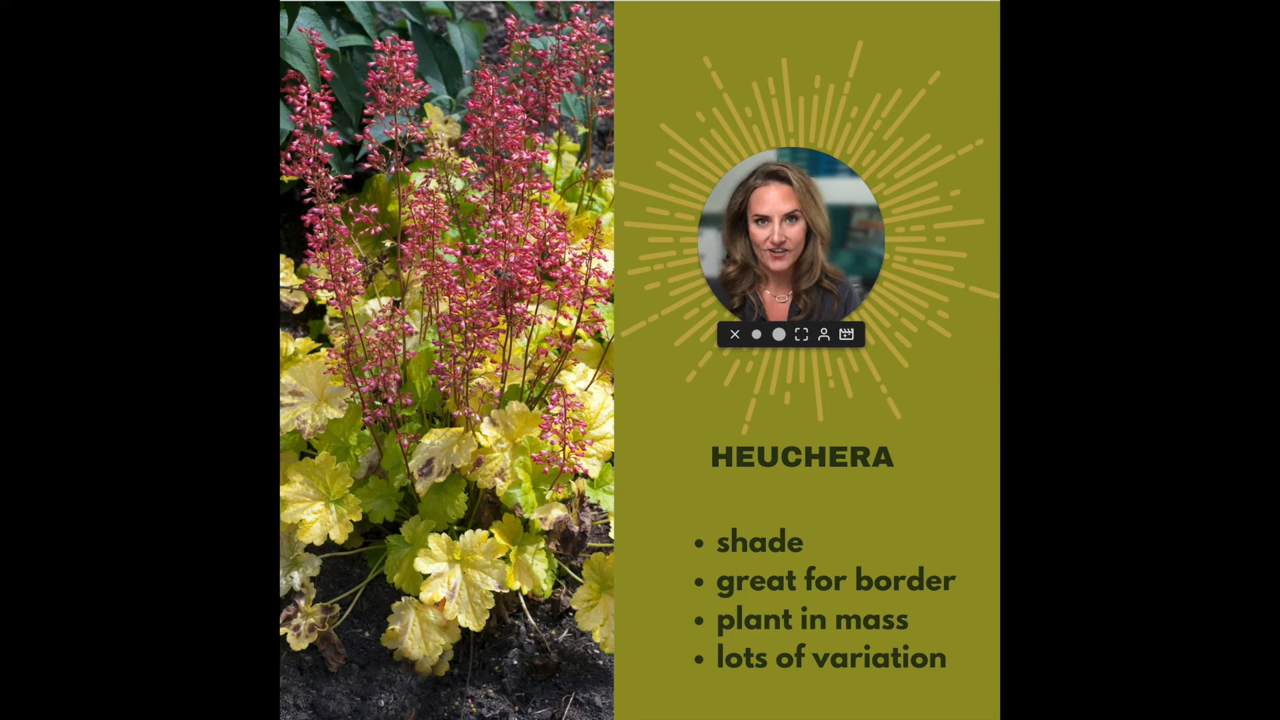 HEUCHERA
• shade
• great for border
• plant in mass
• lots of variation